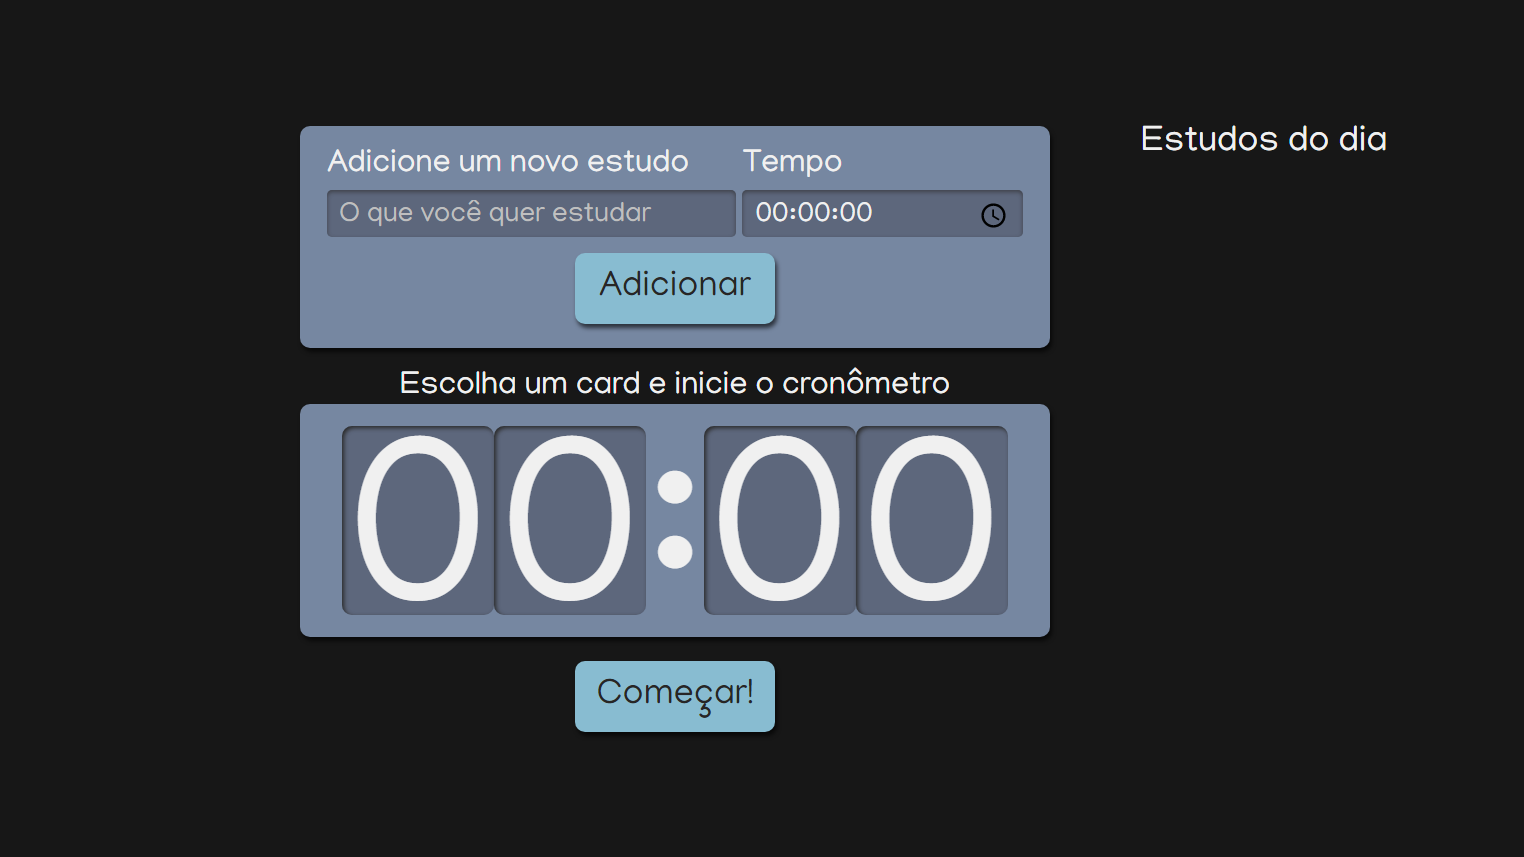 Adicione um novo estudo
Tempo
O que você quer estudar
00:00:00
Adicionar
Escolha um card e inicie o cronômetro
00:00
Começar!
Estudos do dia